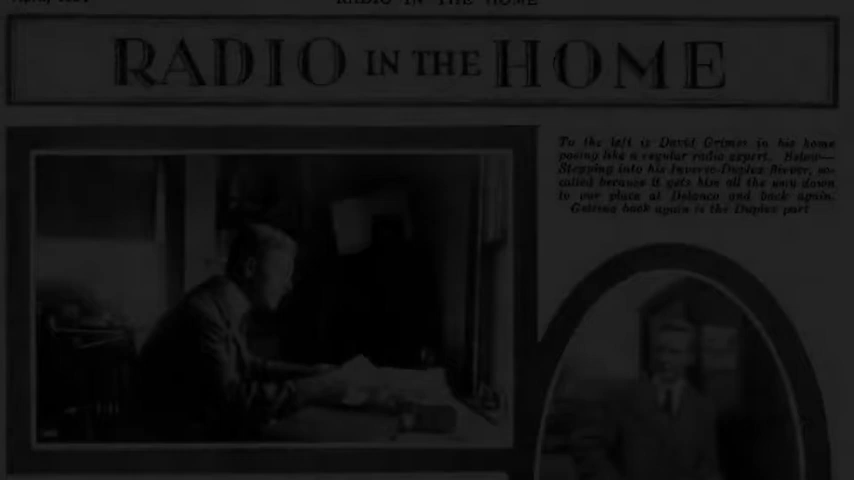 RADIO IN THE HOME
RADIO IN THE HOME
To the left is David Grimes in his home
posing like a regular radio expert. Below—
Stepping into his Inverse-Duplex flivver, so-
called because it gets him all the way down
to our place at Delanco and back again.
Getting back again is the Duplex part